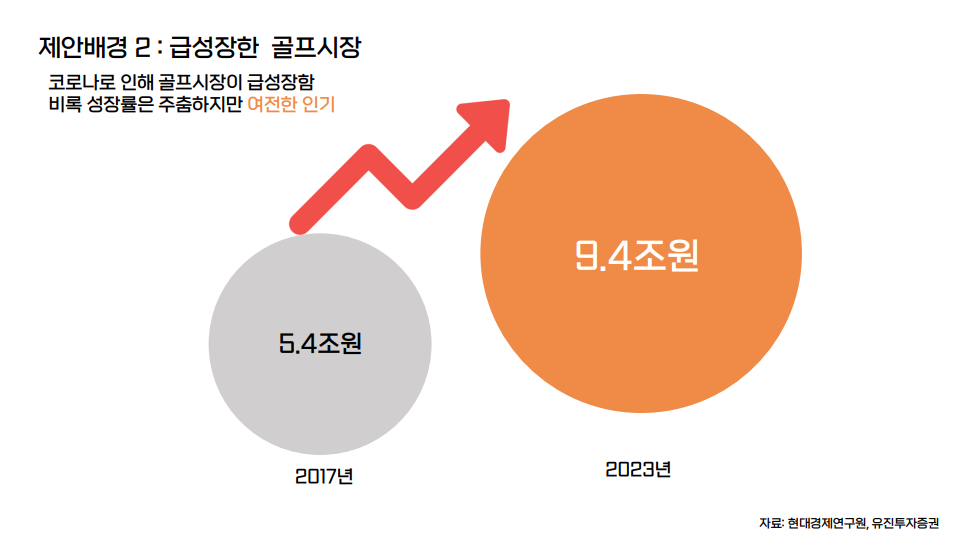 제안배경 2 : 급성장한 골프시장
코로나로 인해 골프시장이 급성장함
비록 성장률은 주춤하지만 여전한 인기
9.4조원
5.4조원
2017년
2023년
자료: 현대경제연구원, 유진투자증권